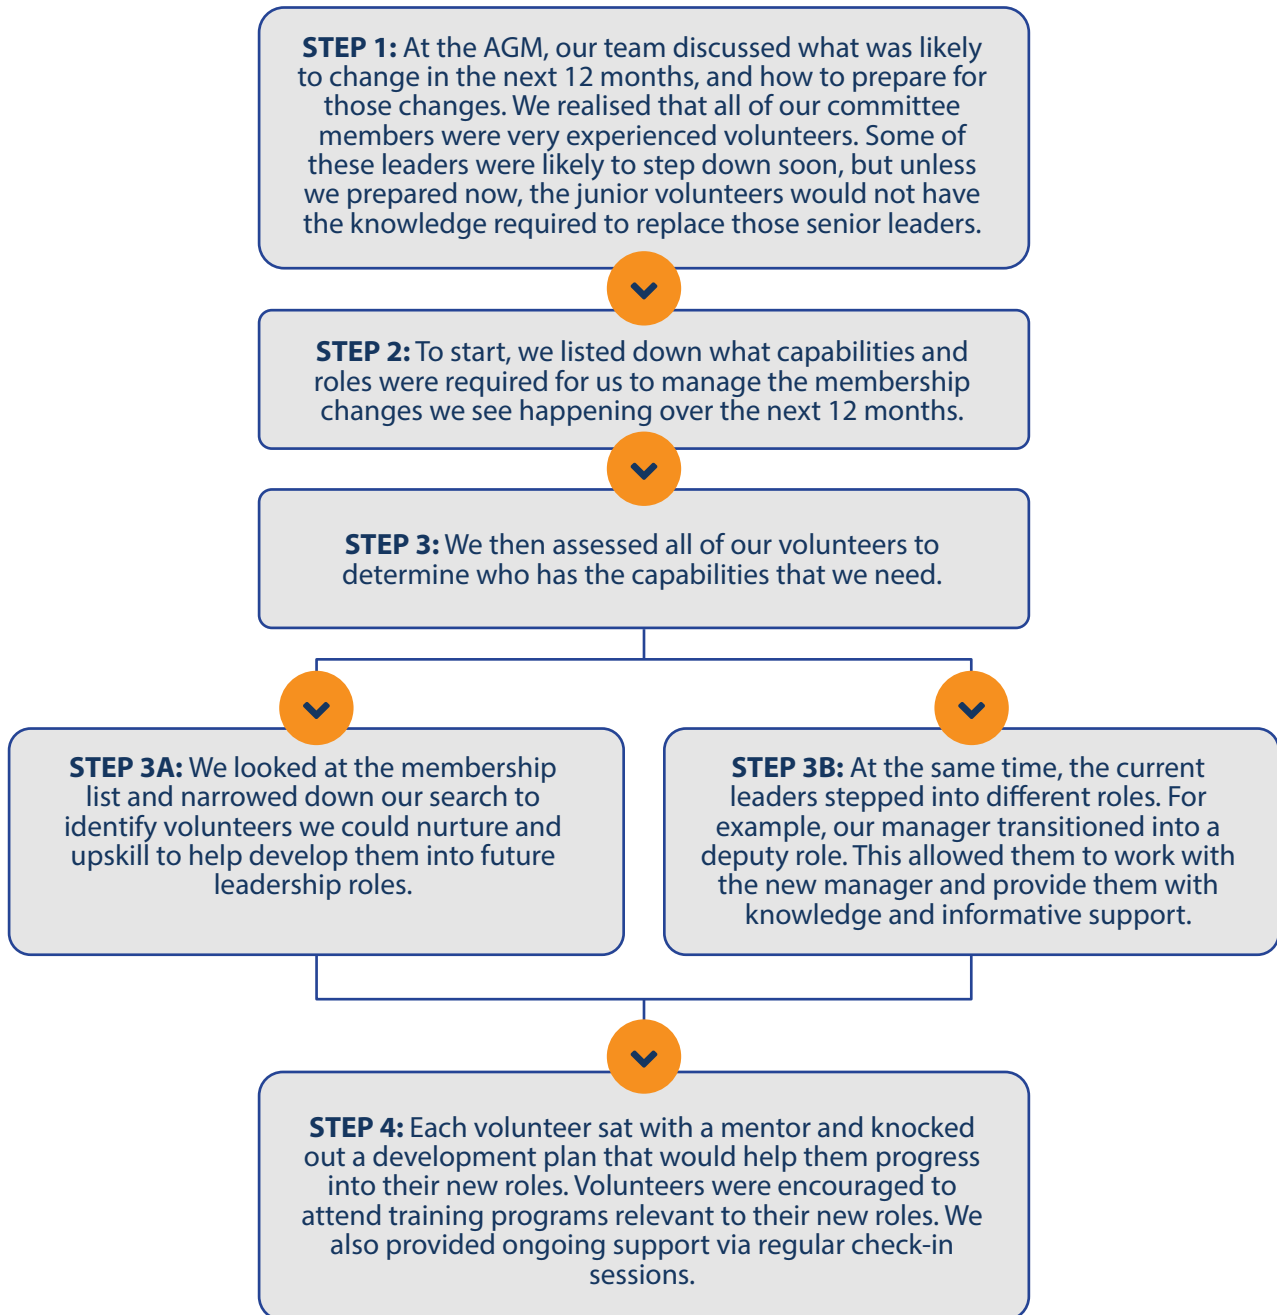 STEP 1: At the AGM, our team discussed what was likely
to change in the next 12 months, and how to prepare for
those changes. We realised that all of our committee
members were very experienced volunteers. Some of
these leaders were likely to step down soon, but unless
we prepared now, the junior volunteers would not have
the knowledge required to replace those senior leaders.
STEP 2: To start, we listed down what capabilities and
roles were required for us to manage the membership
changes we see happening over the next 12 months.
STEP 3: We then assessed all of our volunteers to
determine who has the capabilities that we need.
STEP 3A: We looked at the membership
list and narrowed down our search to
identify volunteers we could nurture and
upskill to help develop them into future
leadership roles.
STEP 3B: At the same time, the current
leaders stepped into different roles. For
example, our manager transitioned into a
deputy role. This allowed them to work with
the new manager and provide them with
knowledge and informative support.
STEP 4: Each volunteer sat with a mentor and knocked
out a development plan that would help them progress
into their new roles. Volunteers were encouraged to
attend training programs relevant to their new roles. We
also provided ongoing support via regular check-in
sessions.